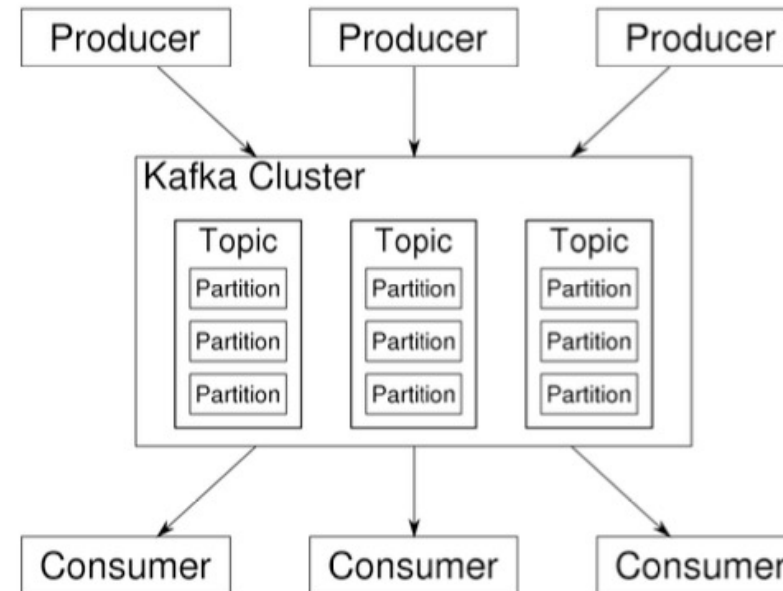 Producer Producer Producer
Kafka Cluster
Topic Topic Topic
Partition Partition Partition
Partition Partition Partition
Partition Partition Partition
Consumer Consumer Consumer